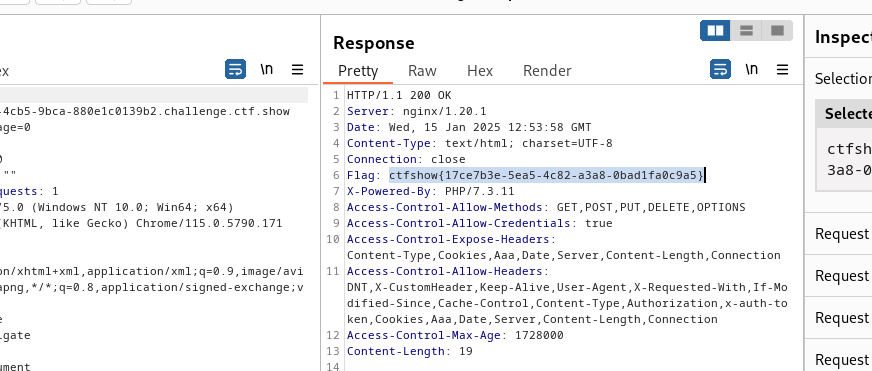 Response
Inspect
ex
\n
Pretty
Raw
Hex
Render
\n
Selection
-4cb5-9bca-880e1c0139b2.challenge.ctf.show
age=0
""
quests: 1
/5.0 (Windows NT 10.0; Win64; x64)
(KHTML, like Gecko) Chrome/115.0.5790.171
on/xhtml+xml,application/xml;q=0.9,image/avi
apng,*/*;q=0.8,application/signed-exchange;v
e
igate
ument
1 HTTP/1.1 200 OK
2 Server: nginx/1.20.1
3 Date: Wed, 15 Jan 2025 12:53:58 GMT
4 Content-Type: text/html; charset=UTF-8
5 Connection: close
6 Flag: ctfshow{17ce7b3e-5ea5-4c82-a3a8-0bad1fa0c9a5}
7 X-Powered-By: PHP/7.3.11
8 Access-Control-Allow-Methods: GET,POST,PUT,DELETE,OPTIONS
9 Access-Control-Allow-Credentials: true
10 Access-Control-Expose-Headers:
Content-Type,Cookies,Aaa,Date,Server,Content-Length,Connection
11 Access-Control-Allow-Headers:
DNT,X-CustomHeader,Keep-Alive,User-Agent,X-Requested-With,If-Mo
dified-Since,Cache-Control,Content-Type,Authorization,x-auth-to
ken,Cookies,Aaa,Date,Server,Content-Length,Connection
12 Access-Control-Max-Age: 1728000
13 Content-Length: 19
14
Selecte
ctfsh
3a8-0
Request
Request
Request
Request